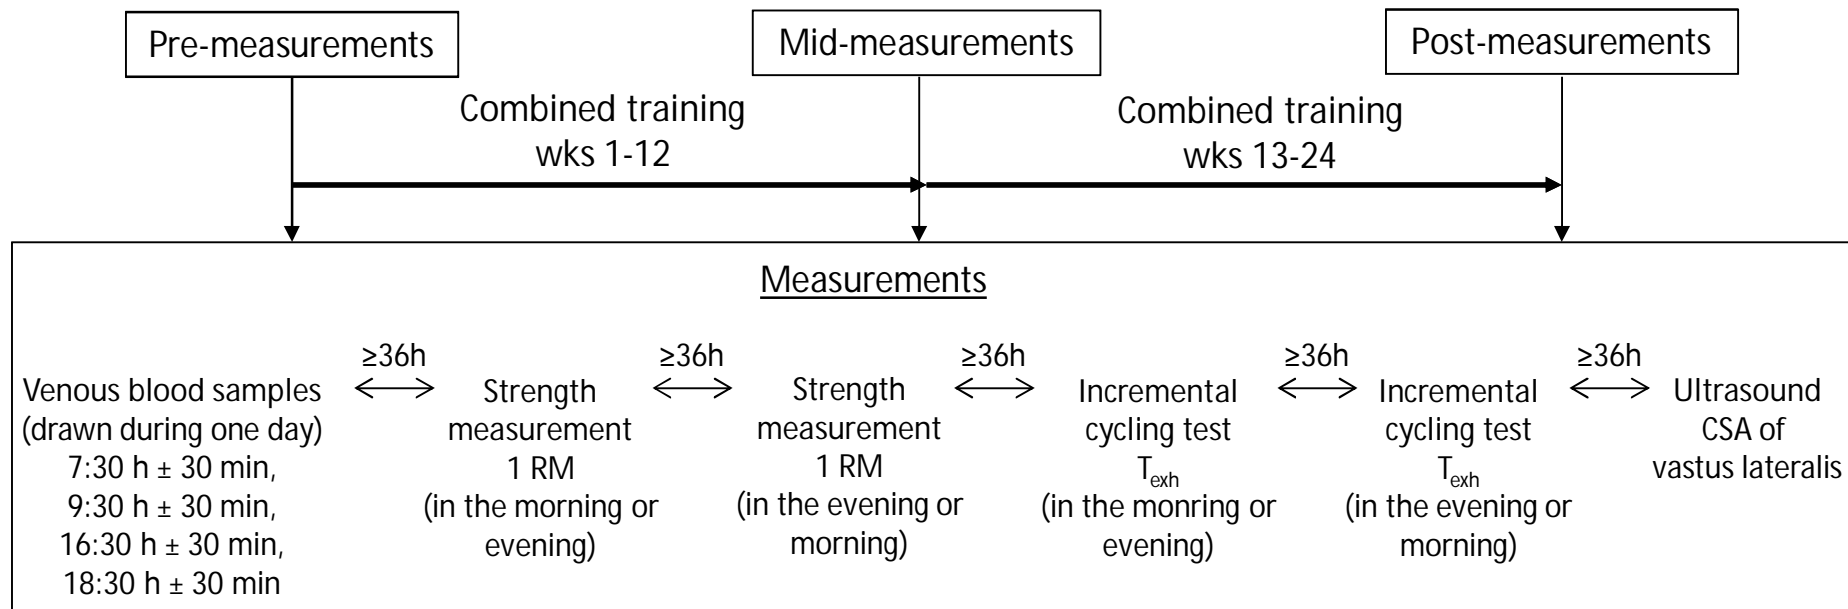 Pre-measurements
Mid-measurements
Post-measurements
Combined training
wks 1-12
Combined training
wks 13-24
Measurements
≥36h
≥36h
≥36h
≥36h
≥36h
Venous blood samples
(drawn during one day)
7:30 h ± 30 min,
9:30 h ± 30 min,
16:30 h ± 30 min,
18:30 h ± 30 min
Strength
measurement
1 RM
(in the morning or
evening)
Strength
measurement
1 RM
(in the evening or
morning)
Incremental
cycling test
Texh
(in the monring or
evening)
Incremental
cycling test
Texh
(in the evening or
morning)
Ultrasound
CSA of
vastus lateralis